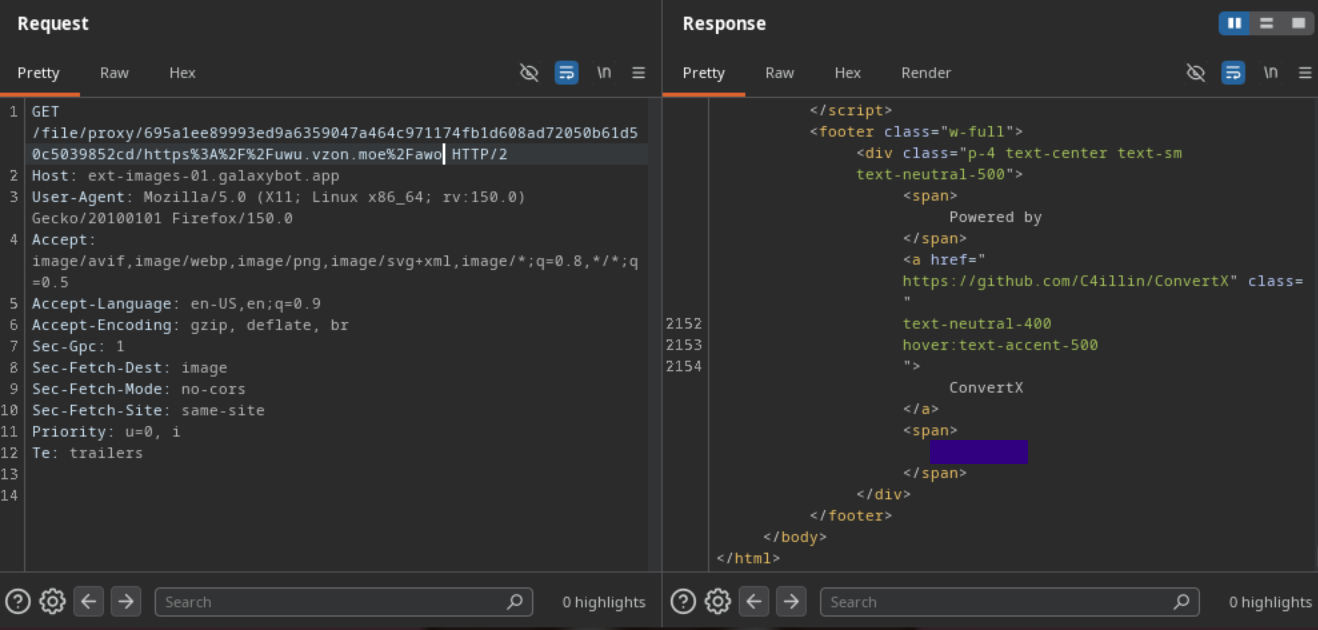 Request
Pretty Raw Hex \n
1 GET
/file/proxy/695a1ee89993ed9a6359047a464c971174fb1d608ad72050b61d5
0c5039852cd/https%3A%2F%2Fuwu.vzon.moe%2Fawo HTTP/2
2 Host: ext-images-01.galaxybot.app
3 User-Agent: Mozilla/5.0 (X11; Linux x86_64; rv:150.0)
Gecko/20100101 Firefox/150.0
4 Accept:
image/avif,image/webp,image/png,image/svg+xml,image/*;q=0.8,*/*;q
=0.5
5 Accept-Language: en-US,en;q=0.9
6 Accept-Encoding: gzip, deflate, br
7 Sec-Gpc: 1
8 Sec-Fetch-Dest: image
9 Sec-Fetch-Mode: no-cors
10 Sec-Fetch-Site: same-site
11 Priority: u=0, i
12 Te: trailers
13
14
Search 0 highlights
Response
Pretty Raw Hex Render \n
</script>
<footer class="w-full">
<div class="p-4 text-center text-sm
text-neutral-500">
<span>
Powered by
</span>
<a href="
https://github.com/C4illin/ConvertX" class=
"
2152 text-neutral-400
2153 hover:text-accent-500
2154 ">
ConvertX
</a>
<span>
</span>
</div>
</footer>
</body>
</html>
Search 0 highlights